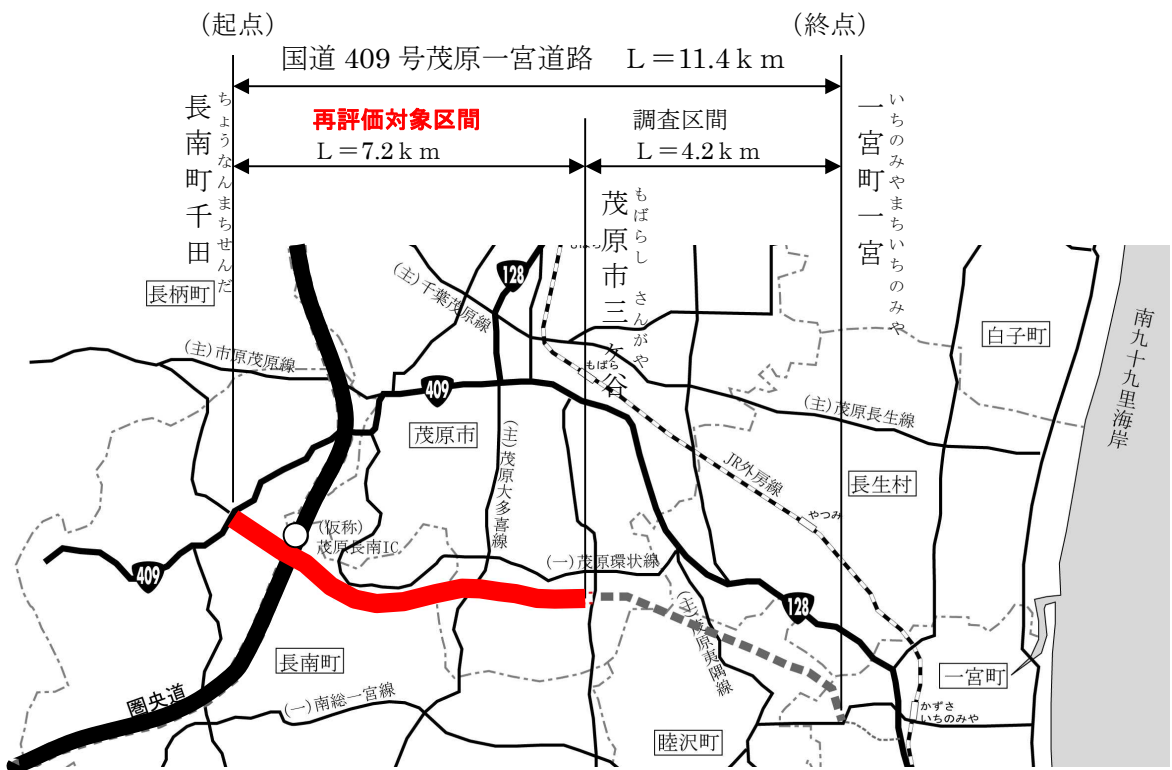 (起点)
(終点)
国道 409 号茂原一宮道路 L＝11.4ｋｍ
再評価対象区間
L＝7.2ｋｍ
調査区間
L＝4.2ｋｍ
長南町千田
ちょうなんまちせんだ
茂原市三ケ谷
もばらし さんがや
一宮町一宮
いちのみやまちいちのみや
長柄町
128
(主)千葉茂原線
白子町
南九十九里海岸
(主)市原茂原線
もばら
409
(主)茂原長生線
茂原市
(主)茂原大多喜線
JR外房線
長生村
やつみ
(仮称)
茂原長南IC
(一)茂原環状線
409
128
(主)茂原夷隅線
長南町
一宮町
圏央道
(一)南総一宮線
かずさ
いちのみや
睦沢町